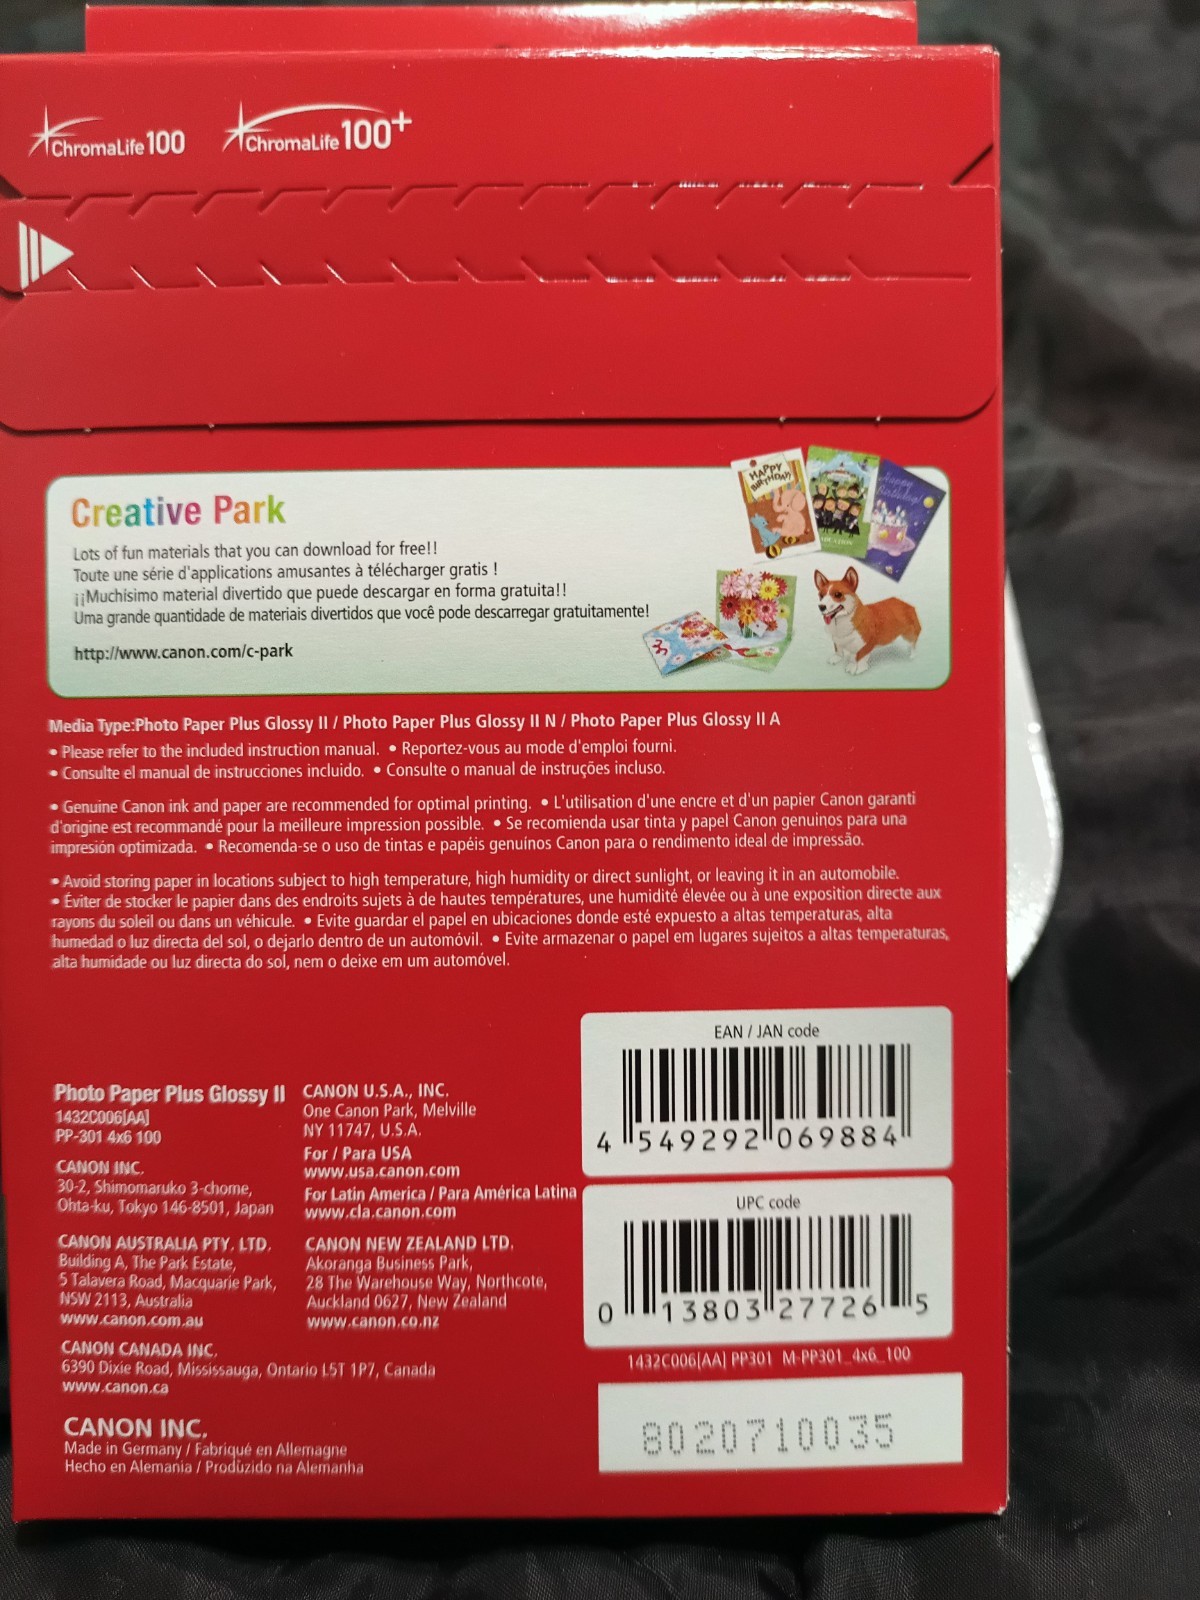 ChromaLife 100 ChromaLife 100+
Creative Park
Lots of fun materials that you can download for free!!
Toute une série d'applications amusantes à télécharger gratis !
¡¡Muchísimo material divertido que puede descargar en forma gratuita!!
Uma grande quantidade de materiais divertidos que você pode descarregar gratuitamente!
http://www.canon.com/c-park
HAPPY
BIRTHDAY
Happy
Birthday!
Media Type:Photo Paper Plus Glossy II / Photo Paper Plus Glossy II N / Photo Paper Plus Glossy II A
• Please refer to the included instruction manual. • Reportez-vous au mode d'emploi fourni.
• Consulte el manual de instrucciones incluido. • Consulte o manual de instruções incluso.
• Genuine Canon ink and paper are recommended for optimal printing. • L'utilisation d'une encre et d'un papier Canon garanti
d'origine est recommandé pour la meilleure impression possible. • Se recomienda usar tinta y papel Canon genuinos para una
impresión optimizada. • Recomenda-se o uso de tintas e papéis genuínos Canon para o rendimento ideal de impressão.
• Avoid storing paper in locations subject to high temperature, high humidity or direct sunlight, or leaving it in an automobile.
• Éviter de stocker le papier dans des endroits sujets à de hautes températures, une humidité élevée ou à une exposition directe aux
rayons du soleil ou dans un véhicule. • Evite guardar el papel en ubicaciones donde esté expuesto a altas temperaturas, alta
humedad o luz directa del sol, o dejarlo dentro de un automóvil. • Evite armazenar o papel em lugares sujeitos a altas temperaturas,
alta humidade ou luz directa do sol, nem o deixe em um automóvel.
Photo Paper Plus Glossy II
1432C006[AA]
PP-301 4x6 100
CANON INC.
30-2, Shimomaruko 3-chome,
Ohta-ku, Tokyo 146-8501, Japan
CANON U.S.A., INC.
One Canon Park, Melville
NY 11747, U.S.A.
For / Para USA
www.usa.canon.com
For Latin America / Para América Latina
www.cla.canon.com
CANON AUSTRALIA PTY. LTD.
Building A, The Park Estate,
5 Talavera Road, Macquarie Park,
NSW 2113, Australia
www.canon.com.au
CANON NEW ZEALAND LTD.
Akoranga Business Park,
28 The Warehouse Way, Northcote,
Auckland 0627, New Zealand
www.canon.co.nz
CANON CANADA INC.
6390 Dixie Road, Mississauga, Ontario L5T 1P7, Canada
www.canon.ca
CANON INC.
Made in Germany / Fabriqué en Allemagne
Hecho en Alemania / Produzido na Alemanha
EAN / JAN code
4 549292 069884
UPC code
0 13803 27726 5
1432C006[AA] PP301 M-PP301_4x6_100
8020710035